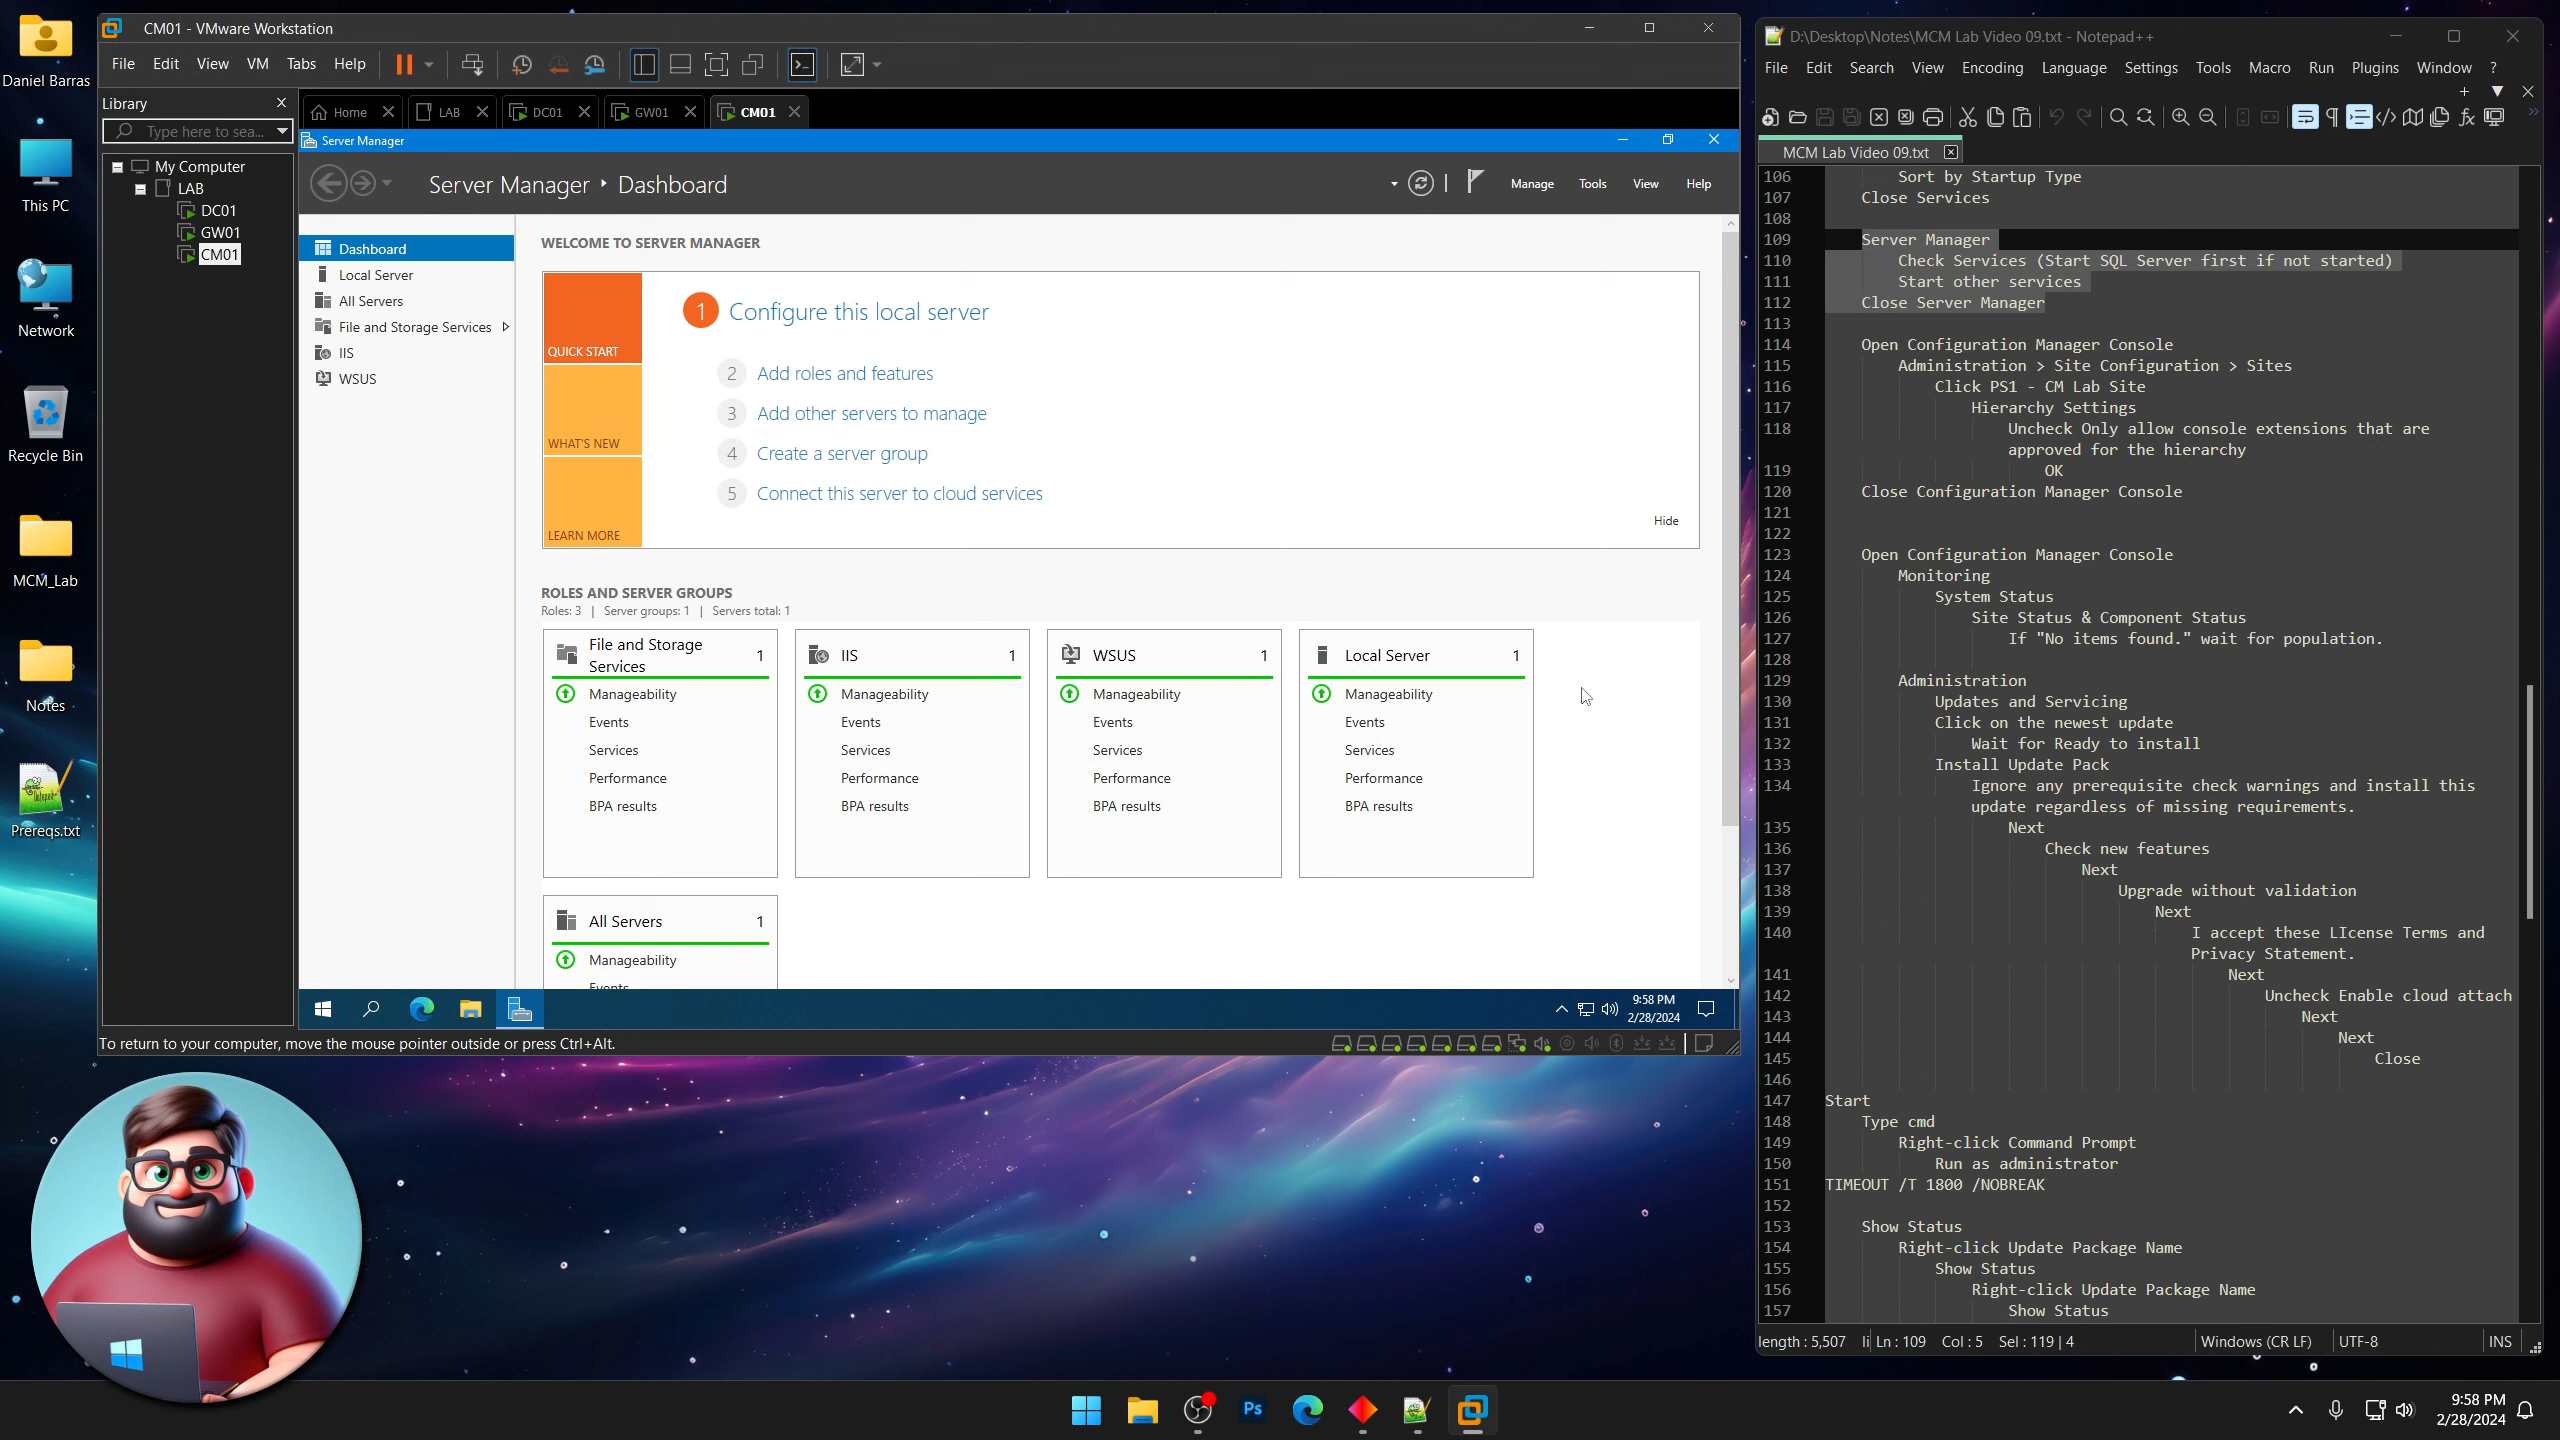 Daniel Barras
This PC
Network
Recycle Bin
MCM_Lab
Notes
Prereqs.txt
CM01 - VMware Workstation
File Edit View VM Tabs Help
Library
Type here to sea...
My Computer
LAB
DC01
GW01
CM01
Home
LAB
DC01
GW01
CM01
Server Manager
Server Manager ‣ Dashboard
Manage Tools View Help
Dashboard
Local Server
All Servers
File and Storage Services
IIS
WSUS
WELCOME TO SERVER MANAGER
QUICK START
WHAT'S NEW
LEARN MORE
1 Configure this local server
2 Add roles and features
3 Add other servers to manage
4 Create a server group
5 Connect this server to cloud services
Hide
ROLES AND SERVER GROUPS
Roles: 3 | Server groups: 1 | Servers total: 1
File and Storage
Services 1
Manageability
Events
Services
Performance
BPA results
IIS 1
Manageability
Events
Services
Performance
BPA results
WSUS 1
Manageability
Events
Services
Performance
BPA results
Local Server 1
Manageability
Events
Services
Performance
BPA results
All Servers 1
Manageability
Events
9:58 PM
2/28/2024
To return to your computer, move the mouse pointer outside or press Ctrl+Alt.
D:\Desktop\Notes\MCM Lab Video 09.txt - Notepad++
File Edit Search View Encoding Language Settings Tools Macro Run Plugins Window ?
MCM Lab Video 09.txt
106 Sort by Startup Type
107 Close Services
108
109 Server Manager
110 Check Services (Start SQL Server first if not started)
111 Start other services
112 Close Server Manager
113
114 Open Configuration Manager Console
115 Administration > Site Configuration > Sites
116 Click PS1 - CM Lab Site
117 Hierarchy Settings
118 Uncheck Only allow console extensions that are
approved for the hierarchy
119 OK
120 Close Configuration Manager Console
121
122
123 Open Configuration Manager Console
124 Monitoring
125 System Status
126 Site Status & Component Status
127 If "No items found." wait for population.
128
129 Administration
130 Updates and Servicing
131 Click on the newest update
132 Wait for Ready to install
133 Install Update Pack
134 Ignore any prerequisite check warnings and install this
update regardless of missing requirements.
135 Next
136 Check new features
137 Next
138 Upgrade without validation
139 Next
140 I accept these LIcense Terms and
Privacy Statement.
141 Next
142 Uncheck Enable cloud attach
143 Next
144 Next
145 Close
146
147 Start
148 Type cmd
149 Right-click Command Prompt
150 Run as administrator
151 TIMEOUT /T 1800 /NOBREAK
152
153 Show Status
154 Right-click Update Package Name
155 Show Status
156 Right-click Update Package Name
157 Show Status
length : 5,507 li Ln : 109 Col : 5 Sel : 119 | 4 Windows (CR LF) UTF-8 INS
Ps
9:58 PM
2/28/2024